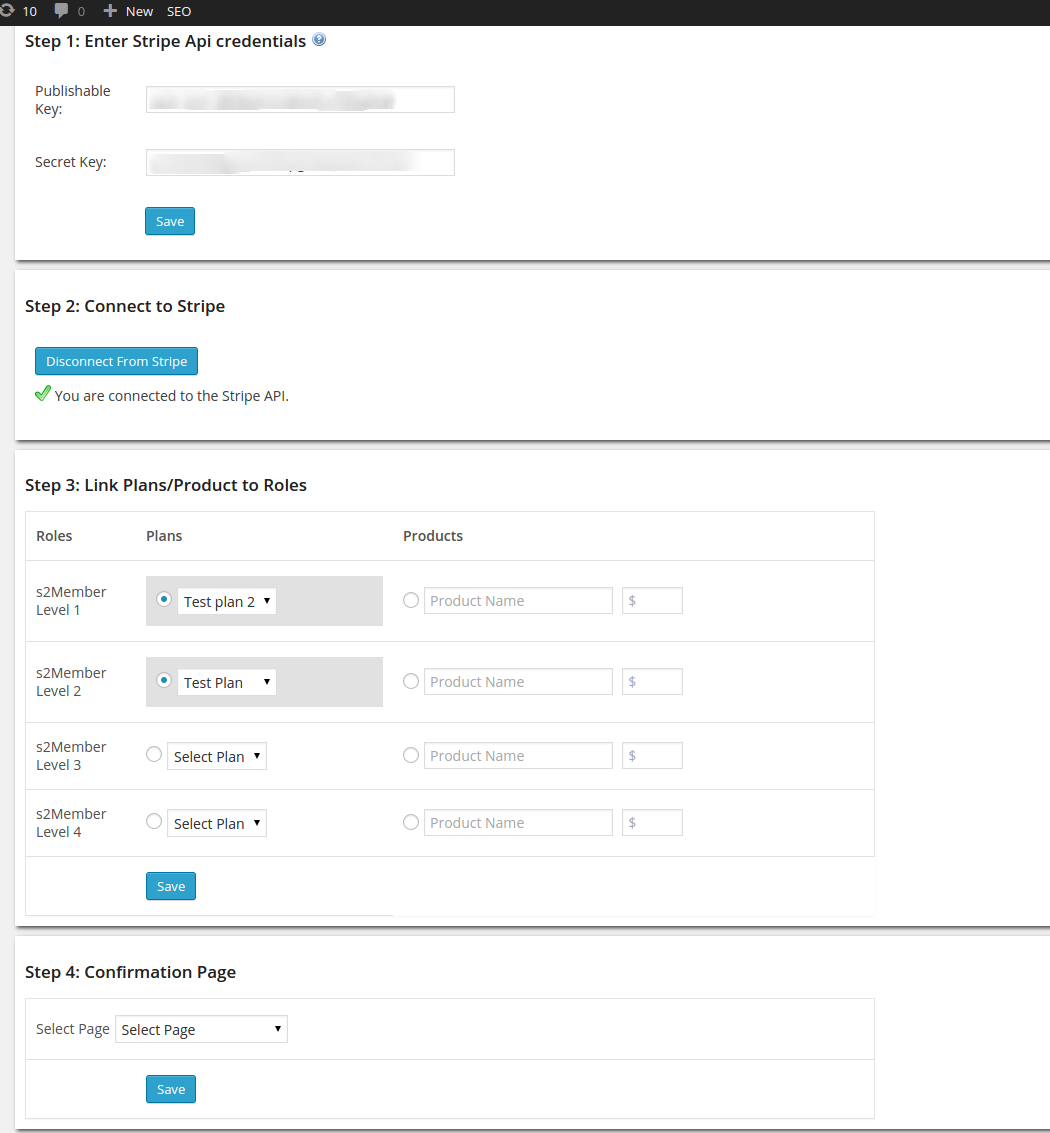 10 0 New SEO
Step 1: Enter Stripe Api credentials
Publishable
Key:
Secret Key:
Save
Step 2: Connect to Stripe
Disconnect From Stripe
You are connected to the Stripe API.
Step 3: Link Plans/Product to Roles
Roles Plans Products
s2Member
Level 1
Test plan 2 Product Name $
s2Member
Level 2
Test Plan Product Name $
s2Member
Level 3
Select Plan Product Name $
s2Member
Level 4
Select Plan Product Name $
Save
Step 4: Confirmation Page
Select Page Select Page
Save